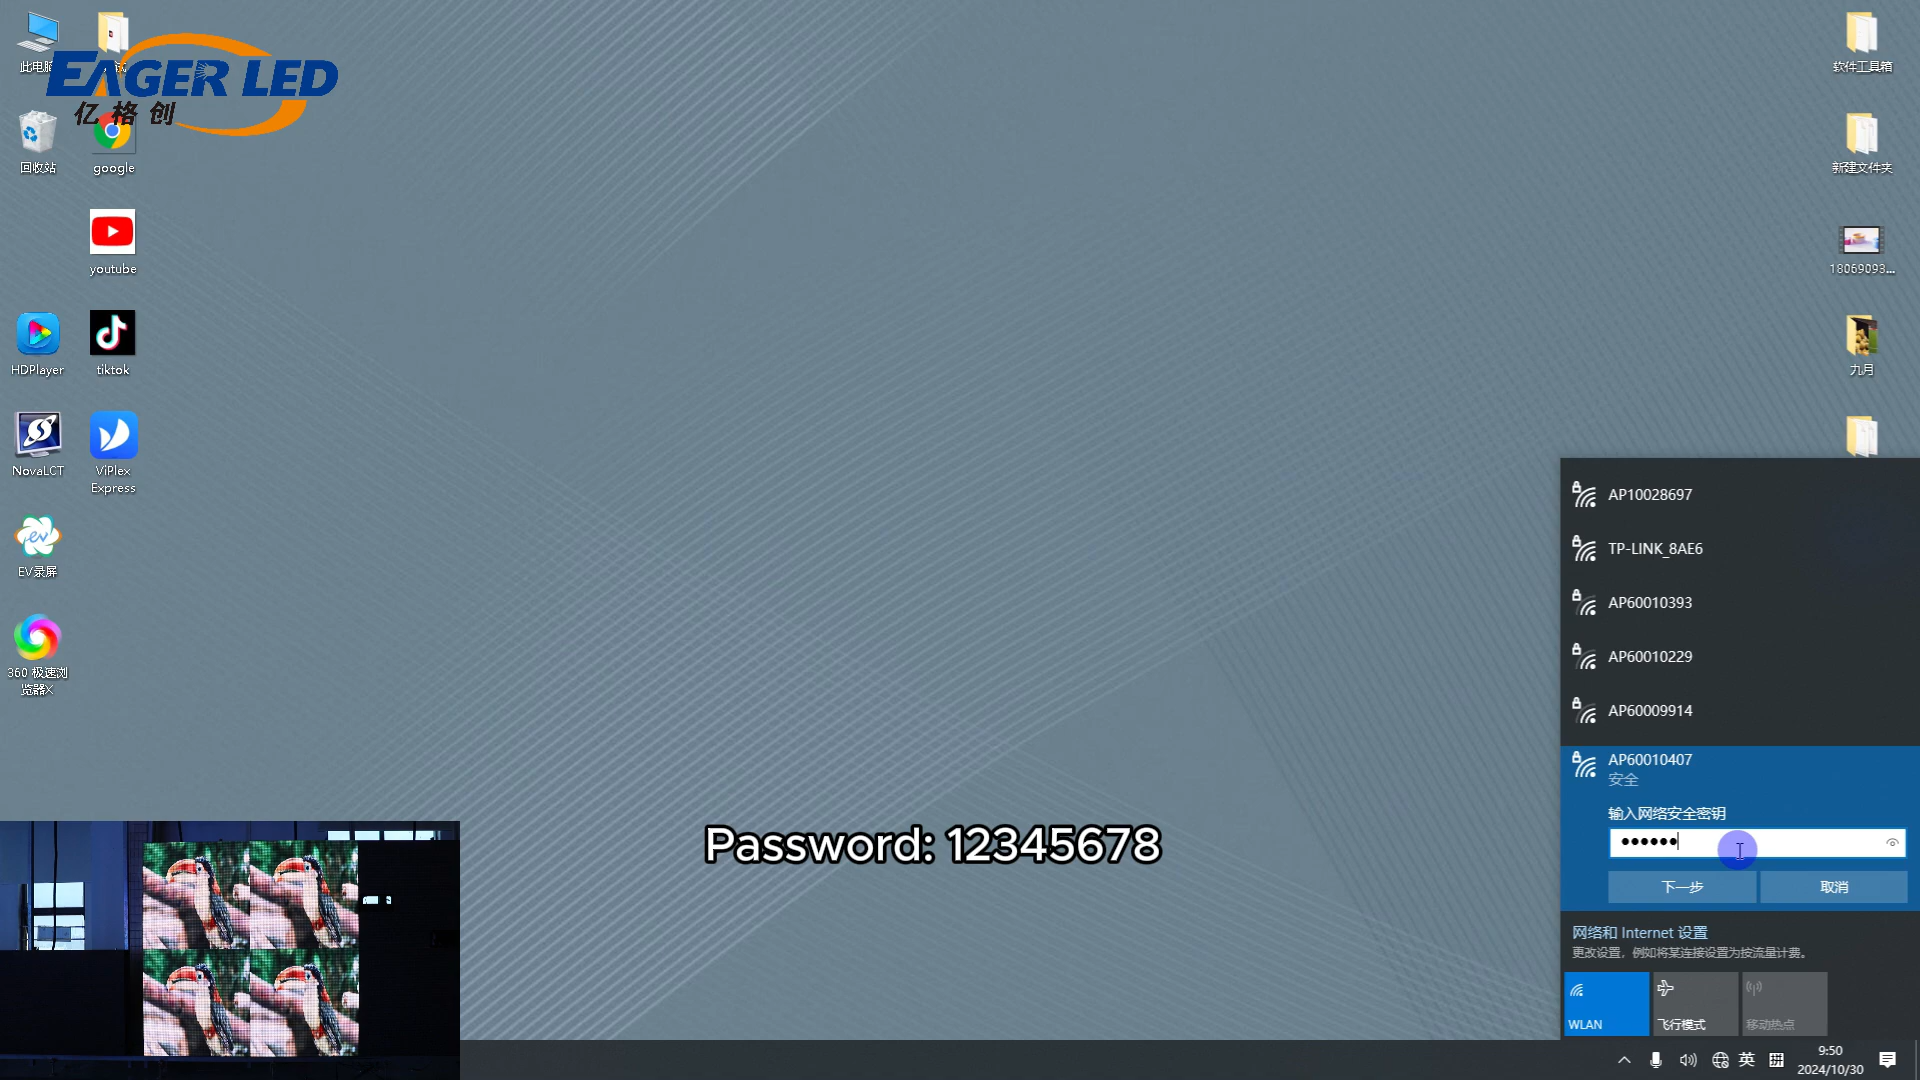 此电脑
EAGER LED
亿格创
回收站
google
youtube
HDPlayer
tiktok
NovaLCT
ViPlex
Express
EV录屏
360 极速浏
览器X
软件工具箱
新建文件夹
18069093...
九月
AP10028697
TP-LINK_8AE6
AP60010393
AP60010229
AP60009914
AP60010407
安全
输入网络安全密钥
下一步
取消
网络和 Internet 设置
更改设置，例如将某连接设置为按流量计费。
WLAN
飞行模式
移动热点
Password: 12345678
英
拼
9:50
2024/10/30